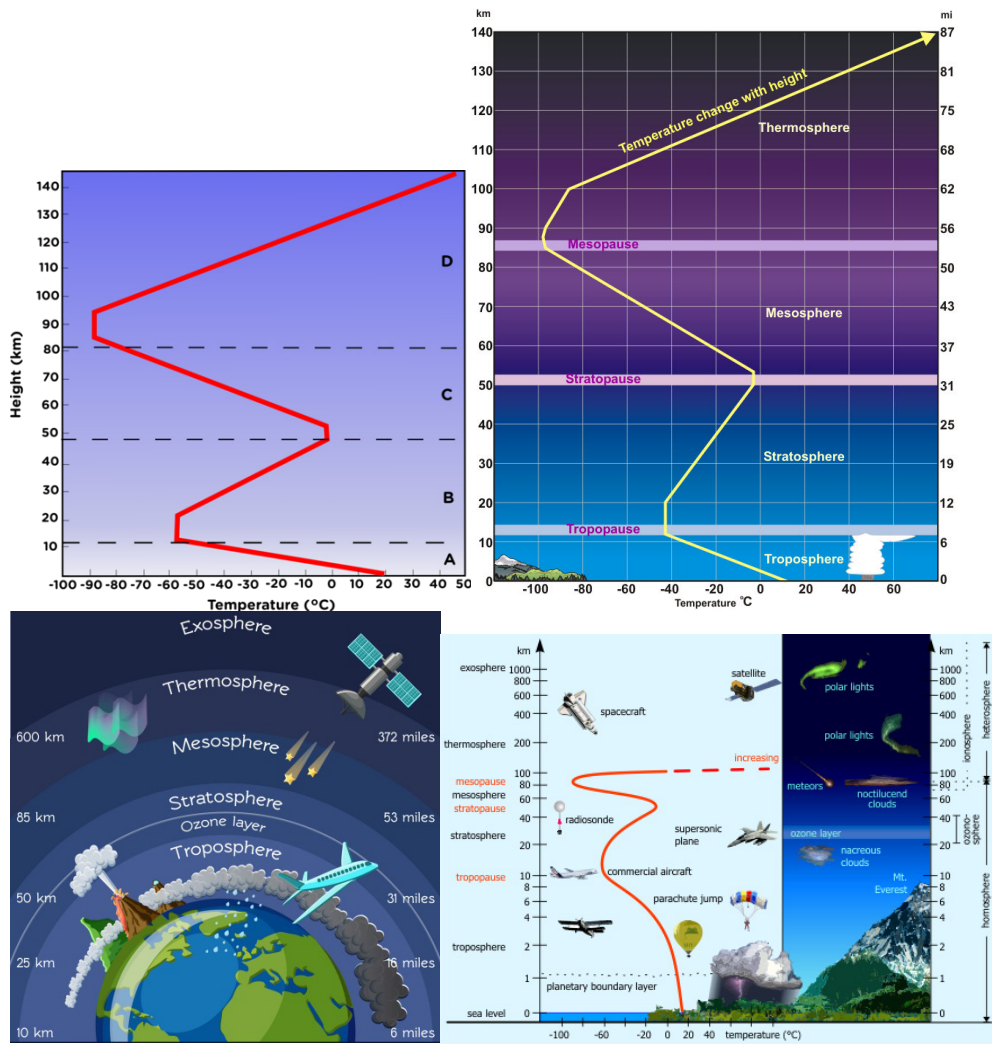 140
130
120
110
100
90
80
70
60
50
40
30
20
10
Height (km)
D
C
B
A
-100 -90 -80 -70 -60 -50 -40 -30 -20 -10 0 10 20 30 40 50
Temperature (ºC)
km
mi
140
130
120
110
100
90
80
70
60
50
40
30
20
10
0
87
81
75
68
62
56
50
43
37
31
25
19
12
6
0
Temperature change with height
Thermosphere
Mesopause
Mesosphere
Stratopause
Stratosphere
Tropopause
Troposphere
-100 -80 -60 -40 -20 0 20 40 60
Temperature ℃
Exosphere
Thermosphere
600 km
372 miles
Mesosphere
Stratosphere
85 km
53 miles
Ozone layer
Troposphere
50 km
31 miles
25 km
16 miles
10 km
6 miles
km
exosphere
1000
800
600
400
thermosphere
200
100
mesopause
80
mesosphere
60
stratopause
40
stratosphere
20
tropopause
10
8
6
4
troposphere
2
1
sea level
0
satellite
spacecraft
increasing
radiosonde
supersonic
plane
commercial aircraft
parachute jump
planetary boundary layer
-100 -60 -20 0 20 40
temperature (°C)
polar lights
polar lights
meteors
noctilucend
clouds
ozone layer
nacreous
clouds
Mt.
Everest
km
1000
800
600
400
200
100
80
60
40
20
10
8
6
4
2
1
0
ionosphere
heterosphere
ozono-
sphere
homosphere